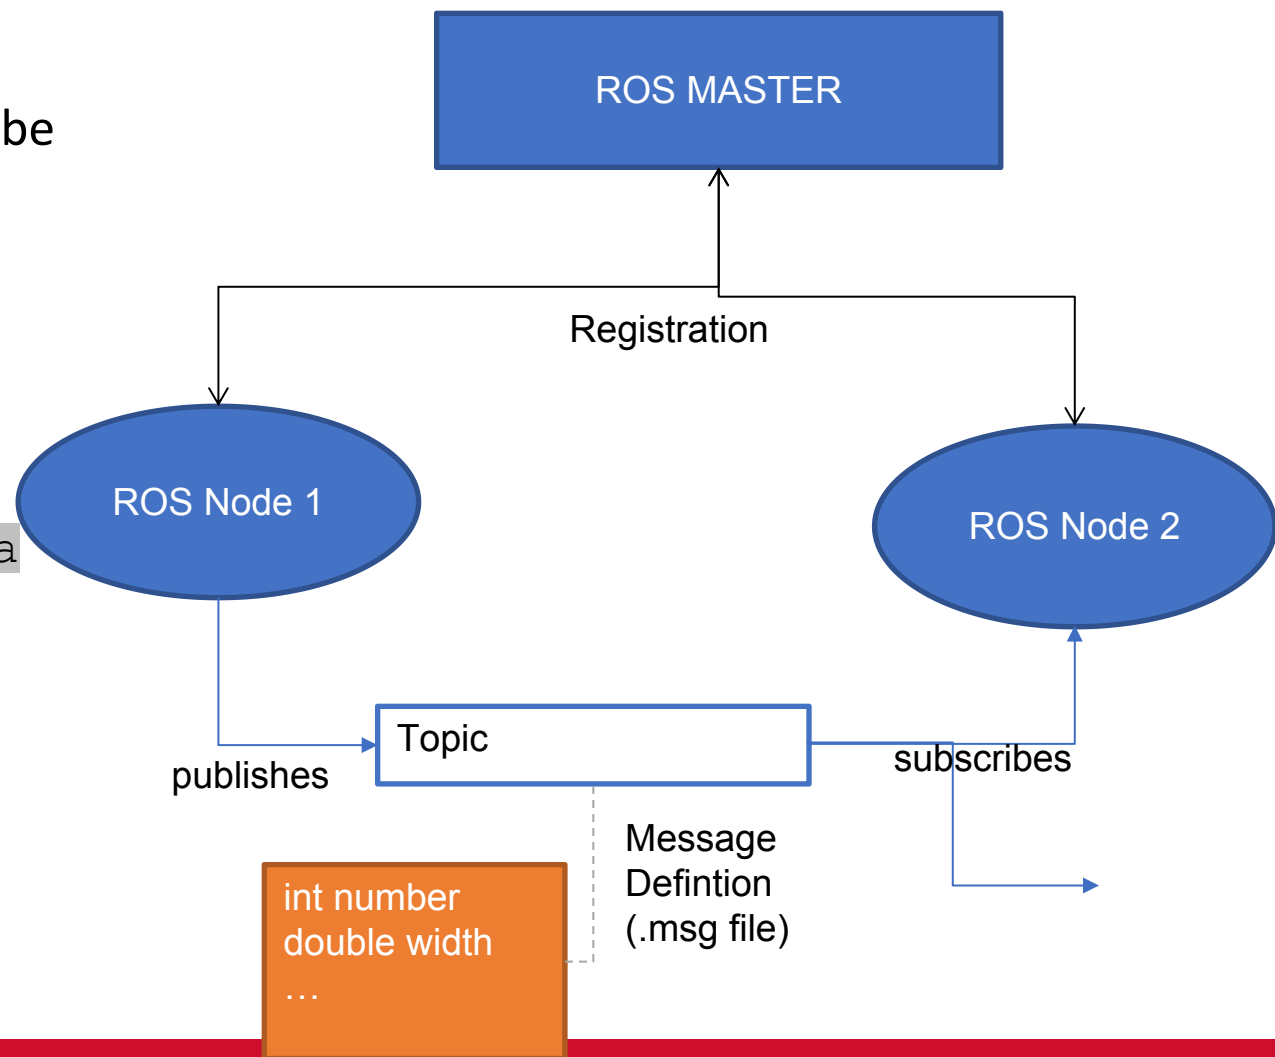 ROS MASTER
be
Registration
ROS Node 1
ROS Node 2
a
Topic
publishes
subscribes
Message
Defintion
(.msg file)
int number
double width
…